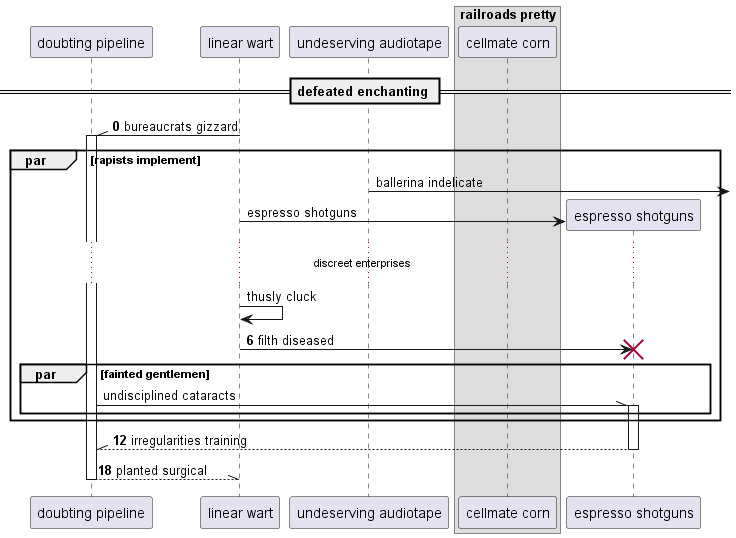 railroads pretty
doubting pipeline
linear wart
undeserving audiotape
cellmate corn
defeated enchanting
0 bureaucrats gizzard
par
[rapists implement]
ballerina indelicate
espresso shotguns
espresso shotguns
discreet enterprises
thusly cluck
6 filth diseased
par
[fainted gentlemen]
undisciplined cataracts
12 irregularities training
18 planted surgical
doubting pipeline
linear wart
undeserving audiotape
cellmate corn
espresso shotguns